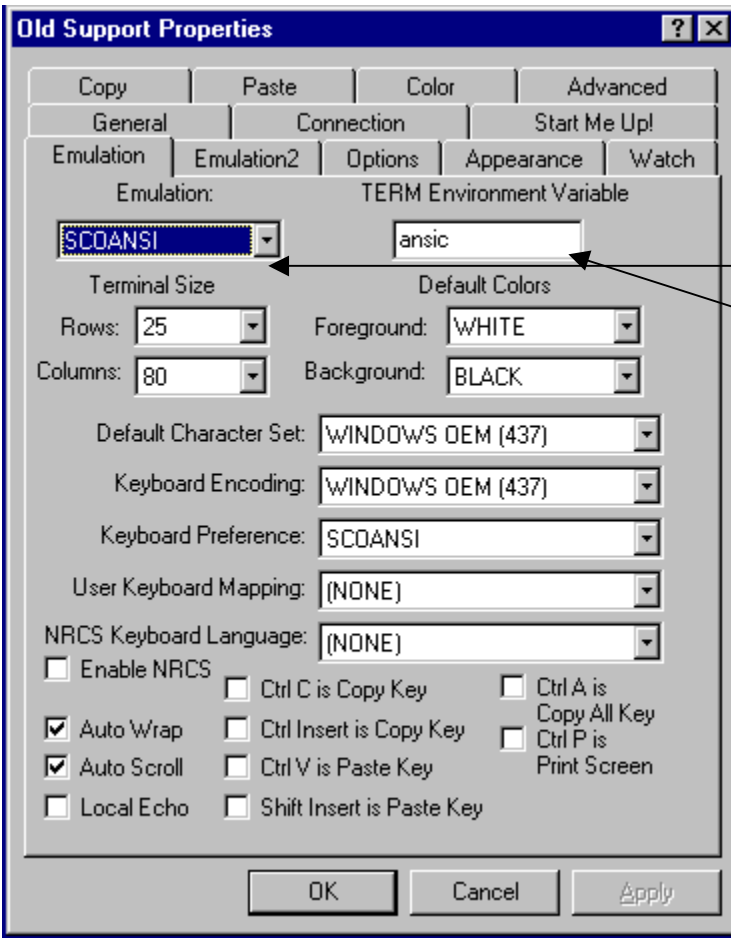 Old Support Properties
Copy Paste Color Advanced
General Connection Start Me Up!
Emulation Emulation2 Options Appearance Watch
Emulation: TERM Environment Variable
SCOANSI ansic
Terminal Size Default Colors
Rows: 25 Foreground: WHITE
Columns: 80 Background: BLACK
Default Character Set: WINDOWS OEM (437)
Keyboard Encoding: WINDOWS OEM (437)
Keyboard Preference: SCOANSI
User Keyboard Mapping: (NONE)
NRCS Keyboard Language: (NONE)
Enable NRCS
Ctrl C is Copy Key
Ctrl A is
Copy All Key
Auto Wrap
Ctrl Insert is Copy Key
Ctrl P is
Print Screen
Auto Scroll
Ctrl V is Paste Key
Local Echo
Shift Insert is Paste Key
OK Cancel Apply